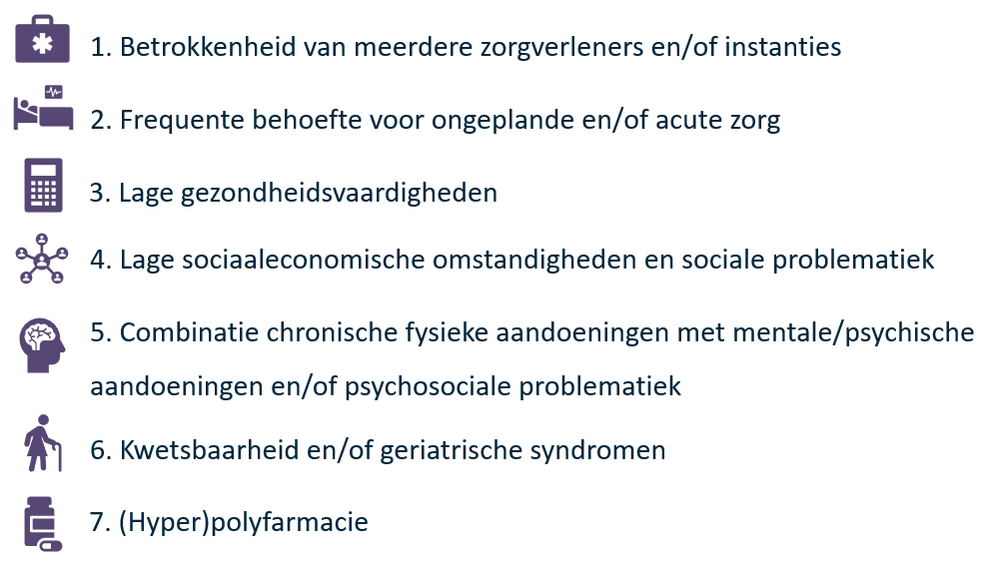 1. Betrokkenheid van meerdere zorgverleners en/of instanties
2. Frequente behoefte voor ongeplande en/of acute zorg
3. Lage gezondheidsvaardigheden
4. Lage sociaaleconomische omstandigheden en sociale problematiek
5. Combinatie chronische fysieke aandoeningen met mentale/psychische
aandoeningen en/of psychosociale problematiek
6. Kwetsbaarheid en/of geriatrische syndromen
7. (Hyper)polyfarmacie